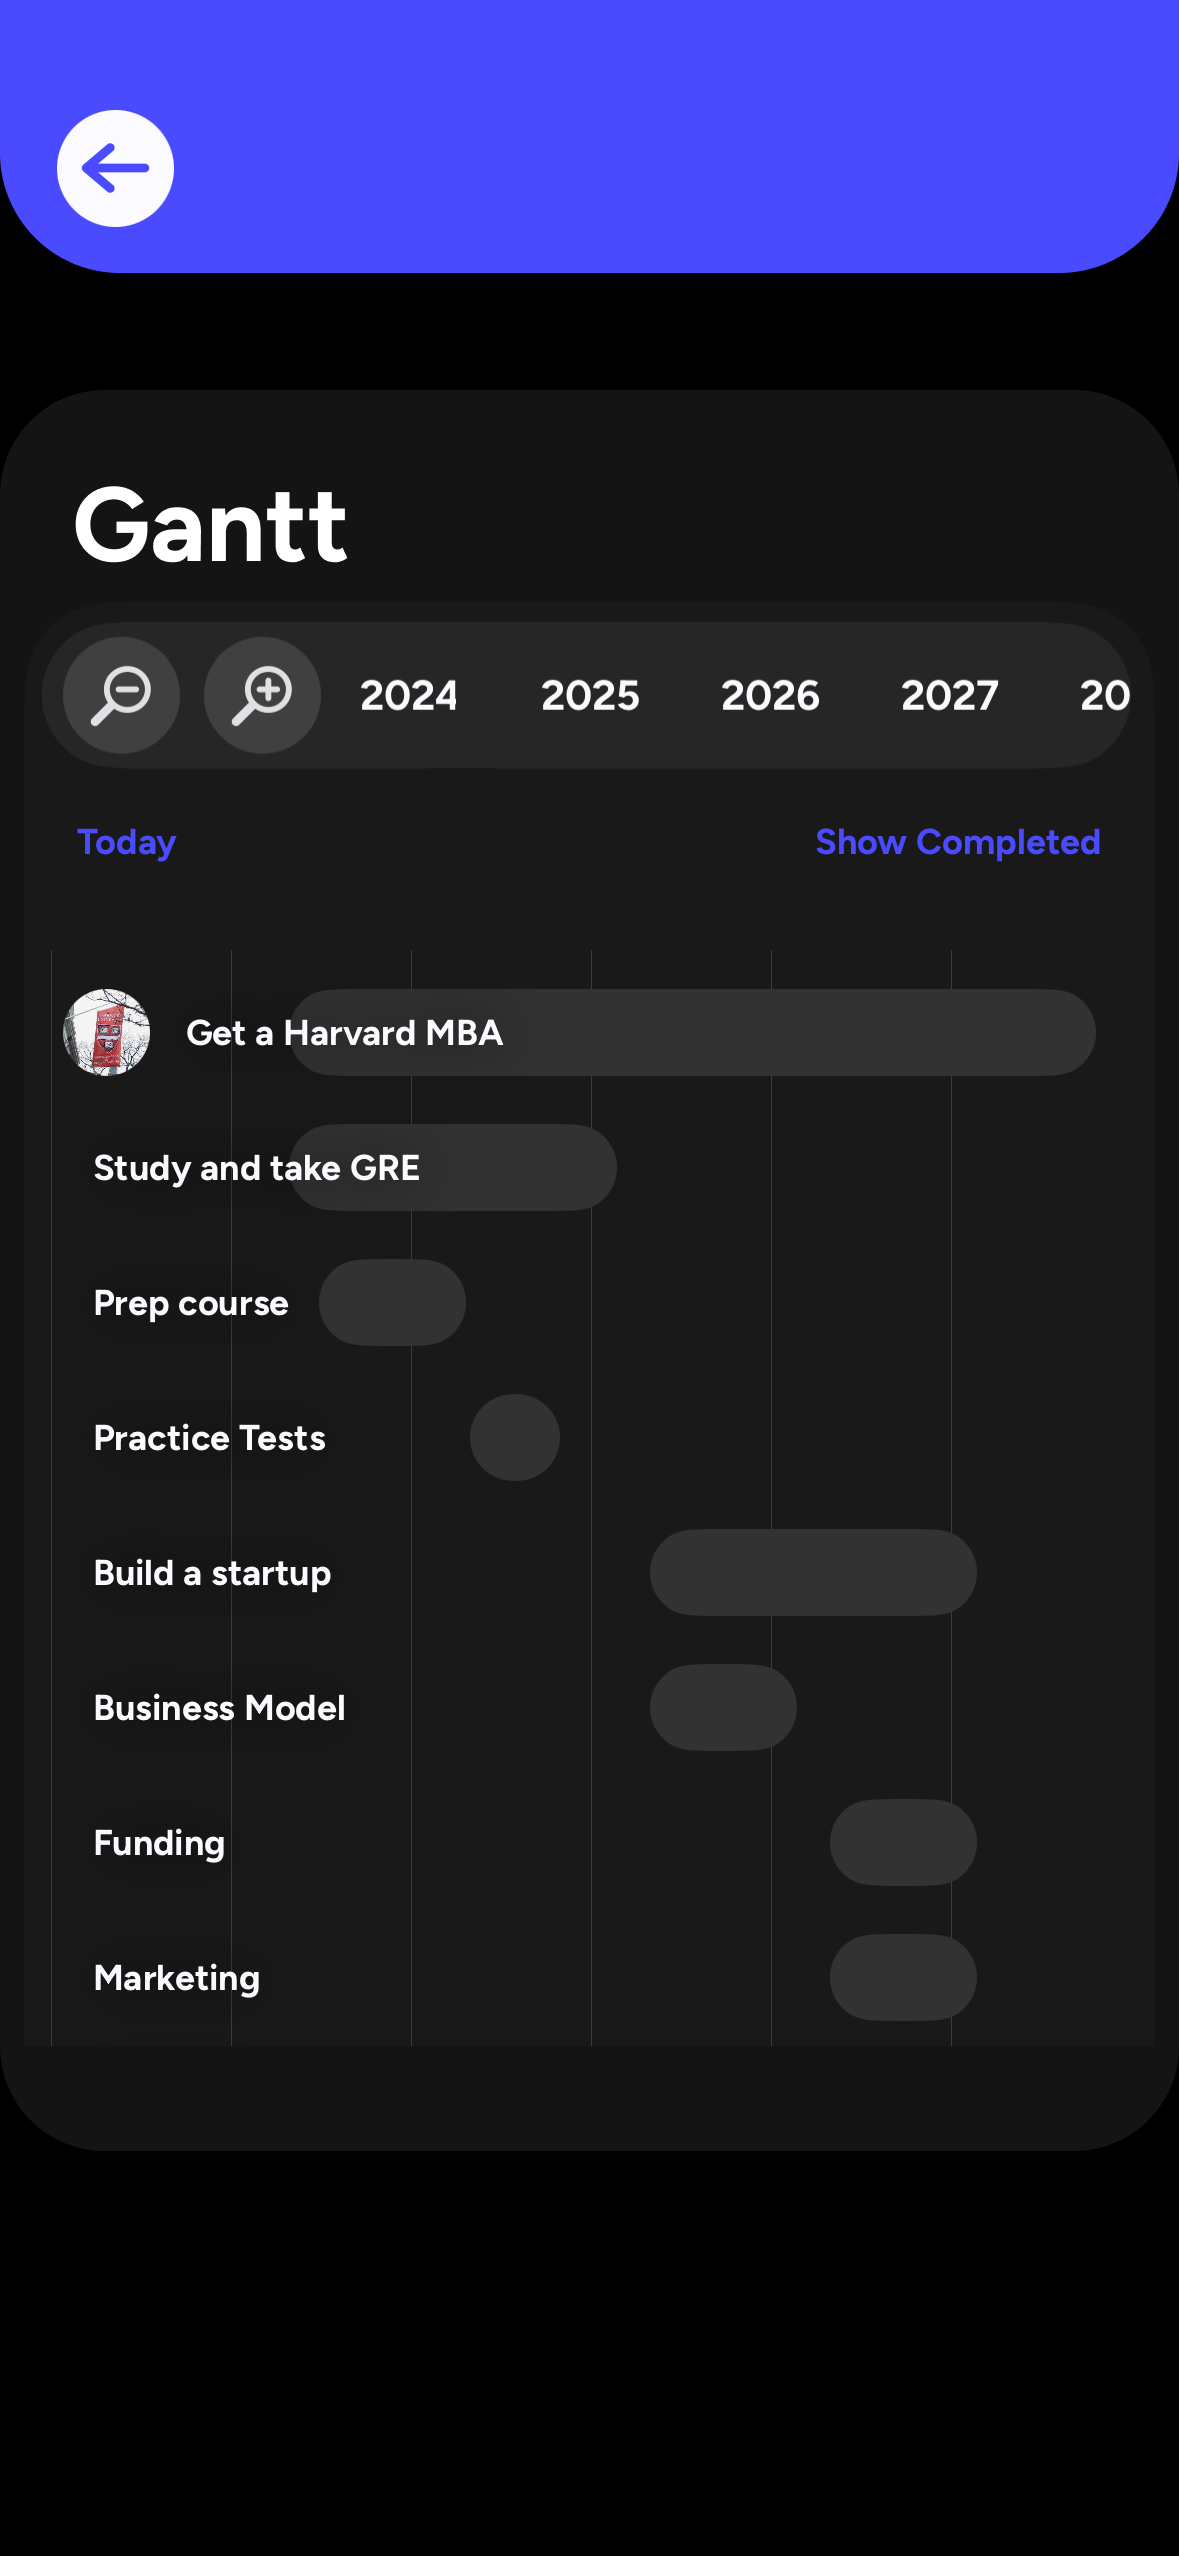 Gantt
2024 2025 2026 2027 20
Today Show Completed
Get a Harvard MBA
Study and take GRE
Prep course
Practice Tests
Build a startup
Business Model
Funding
Marketing